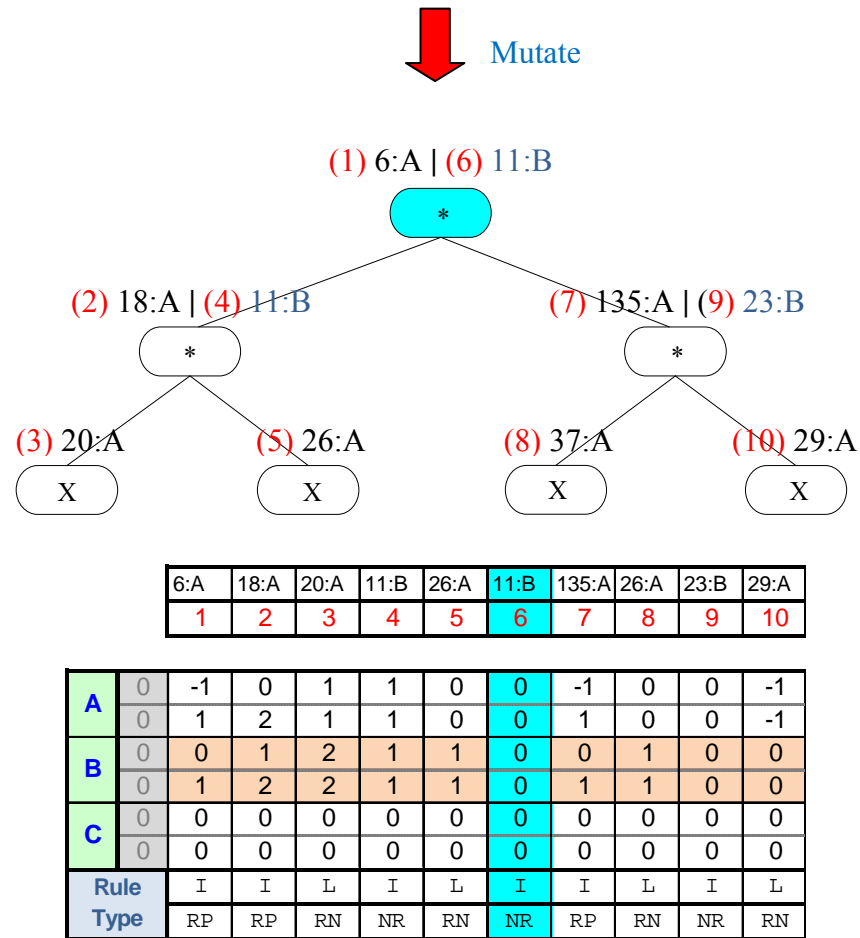 Mutate
(1) 6:A | (6) 11:B
*
(2) 18:A | (4) 11:B (7) 135:A | (9) 23:B
* *
(3) 20:A (5) 26:A (8) 37:A (10) 29:A
X X X X
6:A 18:A 20:A 11:B 26:A 11:B 135:A 26:A 23:B 29:A
1 2 3 4 5 6 7 8 9 10
A 0 -1 0 1 1 0 0 -1 0 0 -1
0 1 2 1 1 0 0 1 0 0 -1
B 0 0 1 2 1 1 0 0 1 0 0
0 1 2 2 1 1 0 1 1 0 0
C 0 0 0 0 0 0 0 0 0 0 0
0 0 0 0 0 0 0 0 0 0 0
Rule I I L I L I I L I L
Type RP RP RN NR RN NR RP RN NR RN